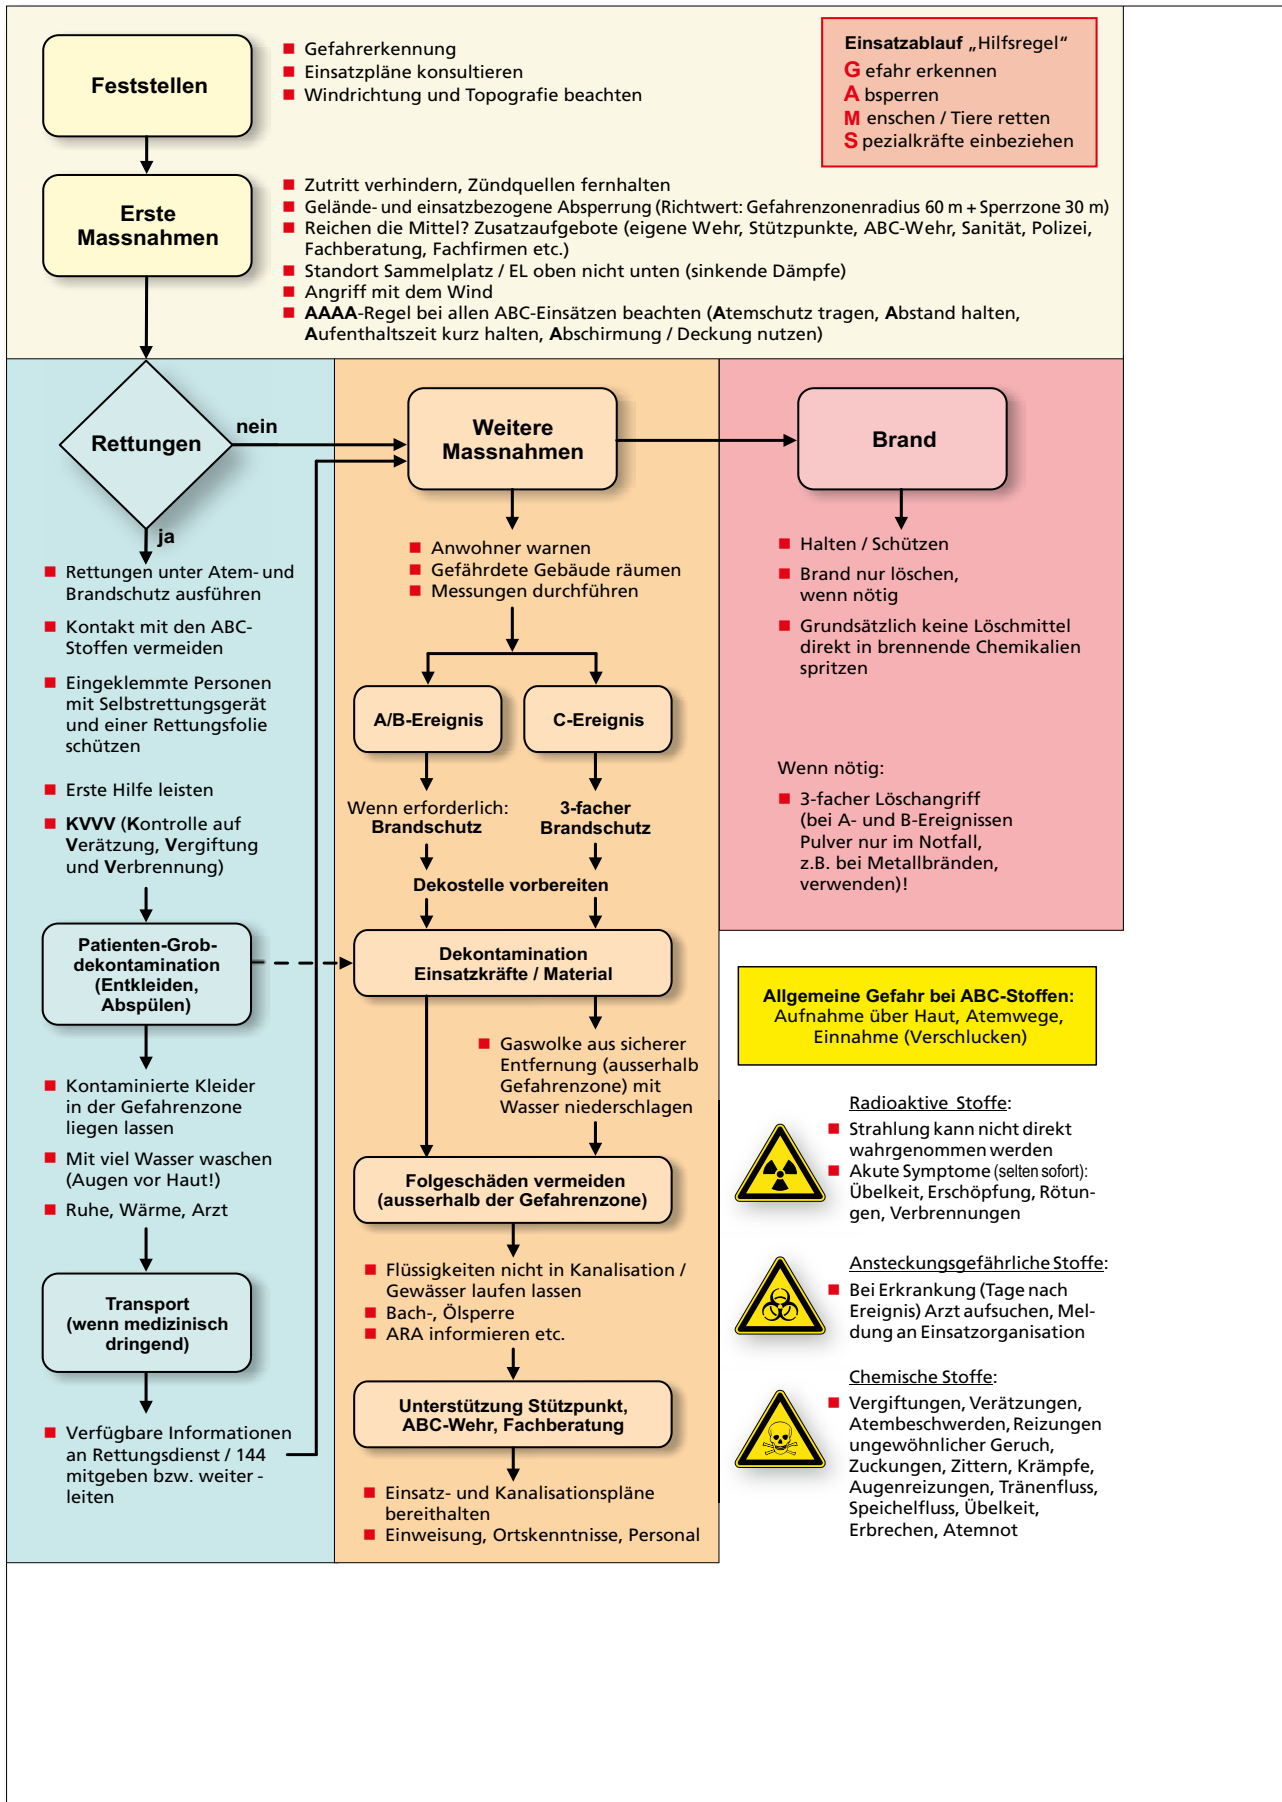 Feststellen
Gefahrerkennung
Einsatzpläne konsultieren
Windrichtung und Topografie beachten
Einsatzablauf „Hilfsregel“
G efahr erkennen
A bsperren
M enschen / Tiere retten
S pezialkräfte einbeziehen
Erste
Massnahmen
Zutritt verhindern, Zündquellen fernhalten
Gelände- und einsatzbezogene Absperrung (Richtwert: Gefahrenzonenradius 60 m + Sperrzone 30 m)
Reichen die Mittel? Zusatzaufgebote (eigene Wehr, Stützpunkte, ABC-Wehr, Sanität, Polizei,
Fachberatung, Fachfirmen etc.)
Standort Sammelplatz / EL oben nicht unten (sinkende Dämpfe)
Angriff mit dem Wind
AAAA-Regel bei allen ABC-Einsätzen beachten (Atemschutz tragen, Abstand halten,
Aufenthaltszeit kurz halten, Abschirmung / Deckung nutzen)
Rettungen
nein
ja
Rettungen unter Atem- und
Brandschutz ausführen
Kontakt mit den ABC-
Stoffen vermeiden
Eingeklemmte Personen
mit Selbstrettungsgerät
und einer Rettungsfolie
schützen
Erste Hilfe leisten
KVVV (Kontrolle auf
Verätzung, Vergiftung
und Verbrennung)
Patienten-Grob-
dekontamination
(Entkleiden,
Abspülen)
Kontaminierte Kleider
in der Gefahrenzone
liegen lassen
Mit viel Wasser waschen
(Augen vor Haut!)
Ruhe, Wärme, Arzt
Transport
(wenn medizinisch
dringend)
Verfügbare Informationen
an Rettungsdienst / 144
mitgeben bzw. weiter -
leiten
Weitere
Massnahmen
Anwohner warnen
Gefährdete Gebäude räumen
Messungen durchführen
A/B-Ereignis
C-Ereignis
Wenn erforderlich:
Brandschutz
3-facher
Brandschutz
Dekostelle vorbereiten
Dekontamination
Einsatzkräfte / Material
Gaswolke aus sicherer
Entfernung (ausserhalb
Gefahrenzone) mit
Wasser niederschlagen
Folgeschäden vermeiden
(ausserhalb der Gefahrenzone)
Flüssigkeiten nicht in Kanalisation /
Gewässer laufen lassen
Bach-, Ölsperre
ARA informieren etc.
Unterstützung Stützpunkt,
ABC-Wehr, Fachberatung
Einsatz- und Kanalisationspläne
bereithalten
Einweisung, Ortskenntnisse, Personal
Brand
Halten / Schützen
Brand nur löschen,
wenn nötig
Grundsätzlich keine Löschmittel
direkt in brennende Chemikalien
spritzen
Wenn nötig:
3-facher Löschangriff
(bei A- und B-Ereignissen
Pulver nur im Notfall,
z.B. bei Metallbränden,
verwenden)!
Allgemeine Gefahr bei ABC-Stoffen:
Aufnahme über Haut, Atemwege,
Einnahme (Verschlucken)
Radioaktive Stoffe:
Strahlung kann nicht direkt
wahrgenommen werden
Akute Symptome (selten sofort):
Übelkeit, Erschöpfung, Rötun-
gen, Verbrennungen
Ansteckungsgefährliche Stoffe:
Bei Erkrankung (Tage nach
Ereignis) Arzt aufsuchen, Mel-
dung an Einsatzorganisation
Chemische Stoffe:
Vergiftungen, Verätzungen,
Atembeschwerden, Reizungen
ungewöhnlicher Geruch,
Zuckungen, Zittern, Krämpfe,
Augenreizungen, Tränenfluss,
Speichelfluss, Übelkeit,
Erbrechen, Atemnot